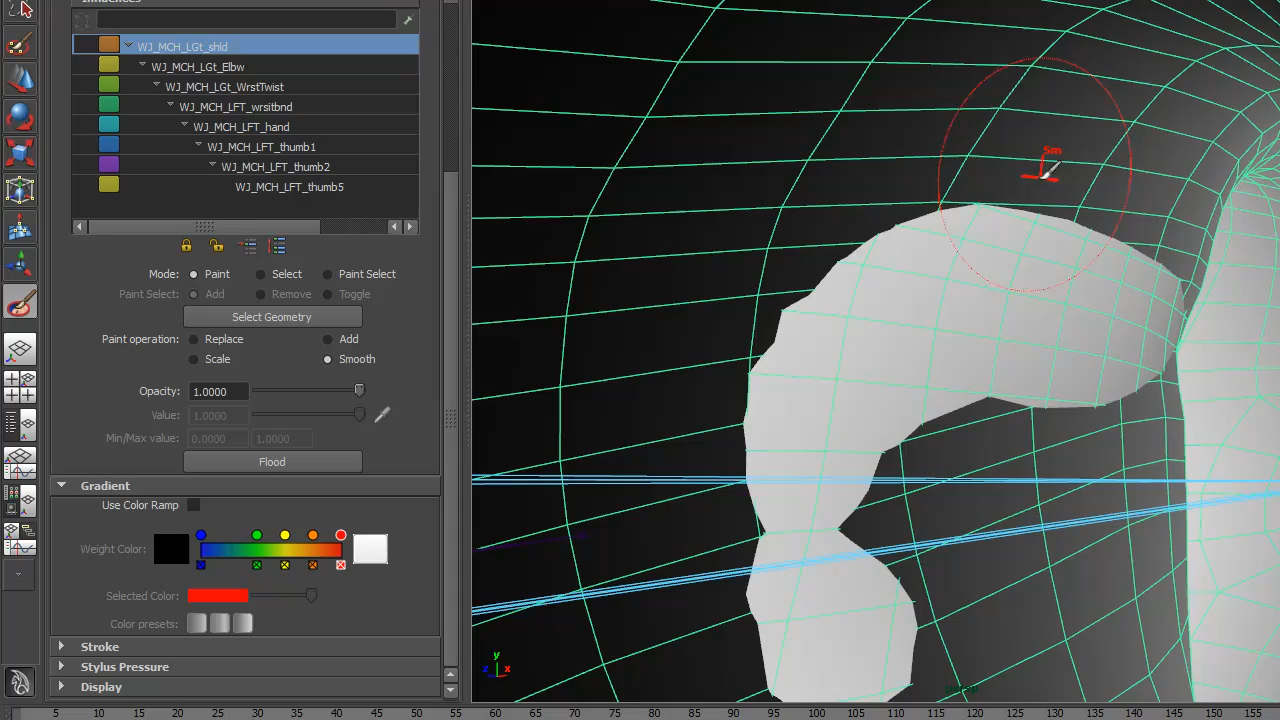 Influences
WJ_MCH_LGt_shld
WJ_MCH_LGt_Elbw
WJ_MCH_LGt_WrstTwist
WJ_MCH_LFT_wrsitbnd
WJ_MCH_LFT_hand
WJ_MCH_LFT_thumb1
WJ_MCH_LFT_thumb2
WJ_MCH_LFT_thumb5
Mode: Paint Select Paint Select
Paint Select: Add Remove Toggle
Select Geometry
Paint operation: Replace Add
Scale Smooth
Opacity: 1.0000
Value: 1.0000
Min/Max value: 0.0000 1.0000
Flood
Gradient
Use Color Ramp
Weight Color:
Selected Color:
Color presets:
Stroke
Stylus Pressure
Display
Sm
y
z x
persp
5 10 15 20 25 30 35 40 45 50 55 60 65 70 75 80 85 90 95 100 105 110 115 120 125 130 135 140 145 150 155